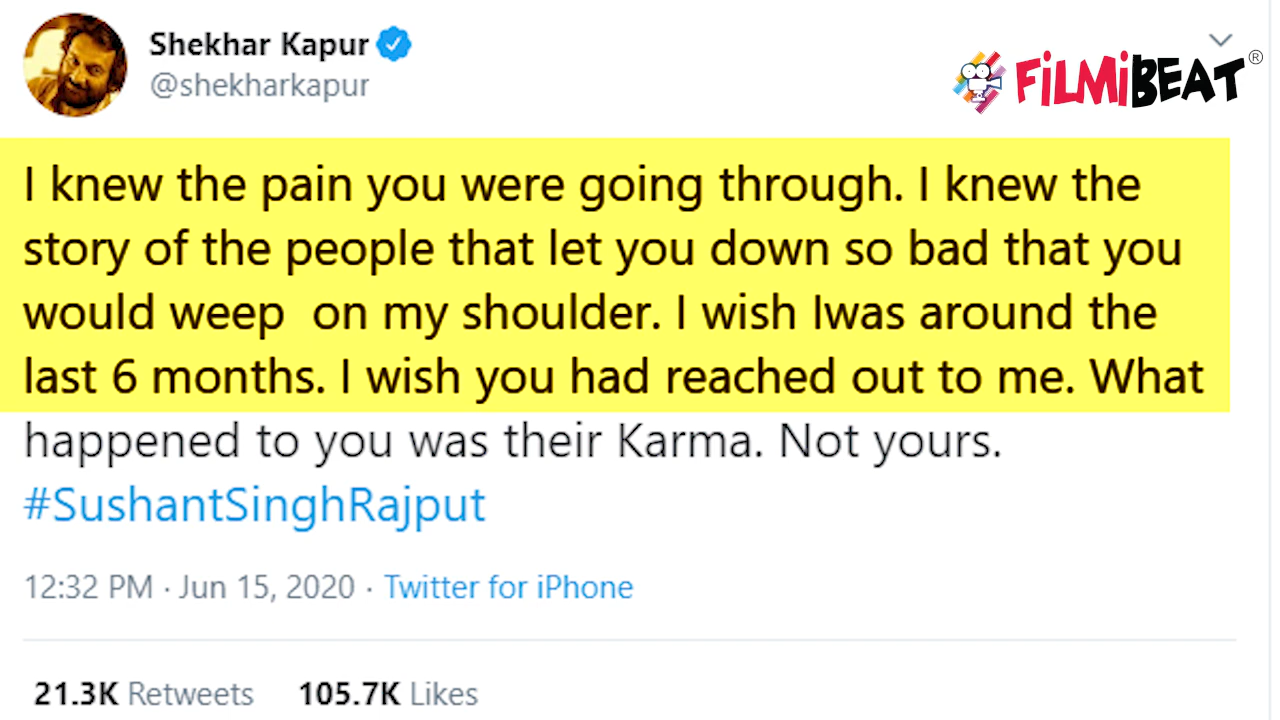 Shekhar Kapur
@shekharkapur
FiLMiBEAT®
I knew the pain you were going through. I knew the
story of the people that let you down so bad that you
would weep  on my shoulder. I wish Iwas around the
last 6 months. I wish you had reached out to me. What
happened to you was their Karma. Not yours.
#SushantSinghRajput
12:32 PM · Jun 15, 2020 · Twitter for iPhone
21.3K Retweets 105.7K Likes